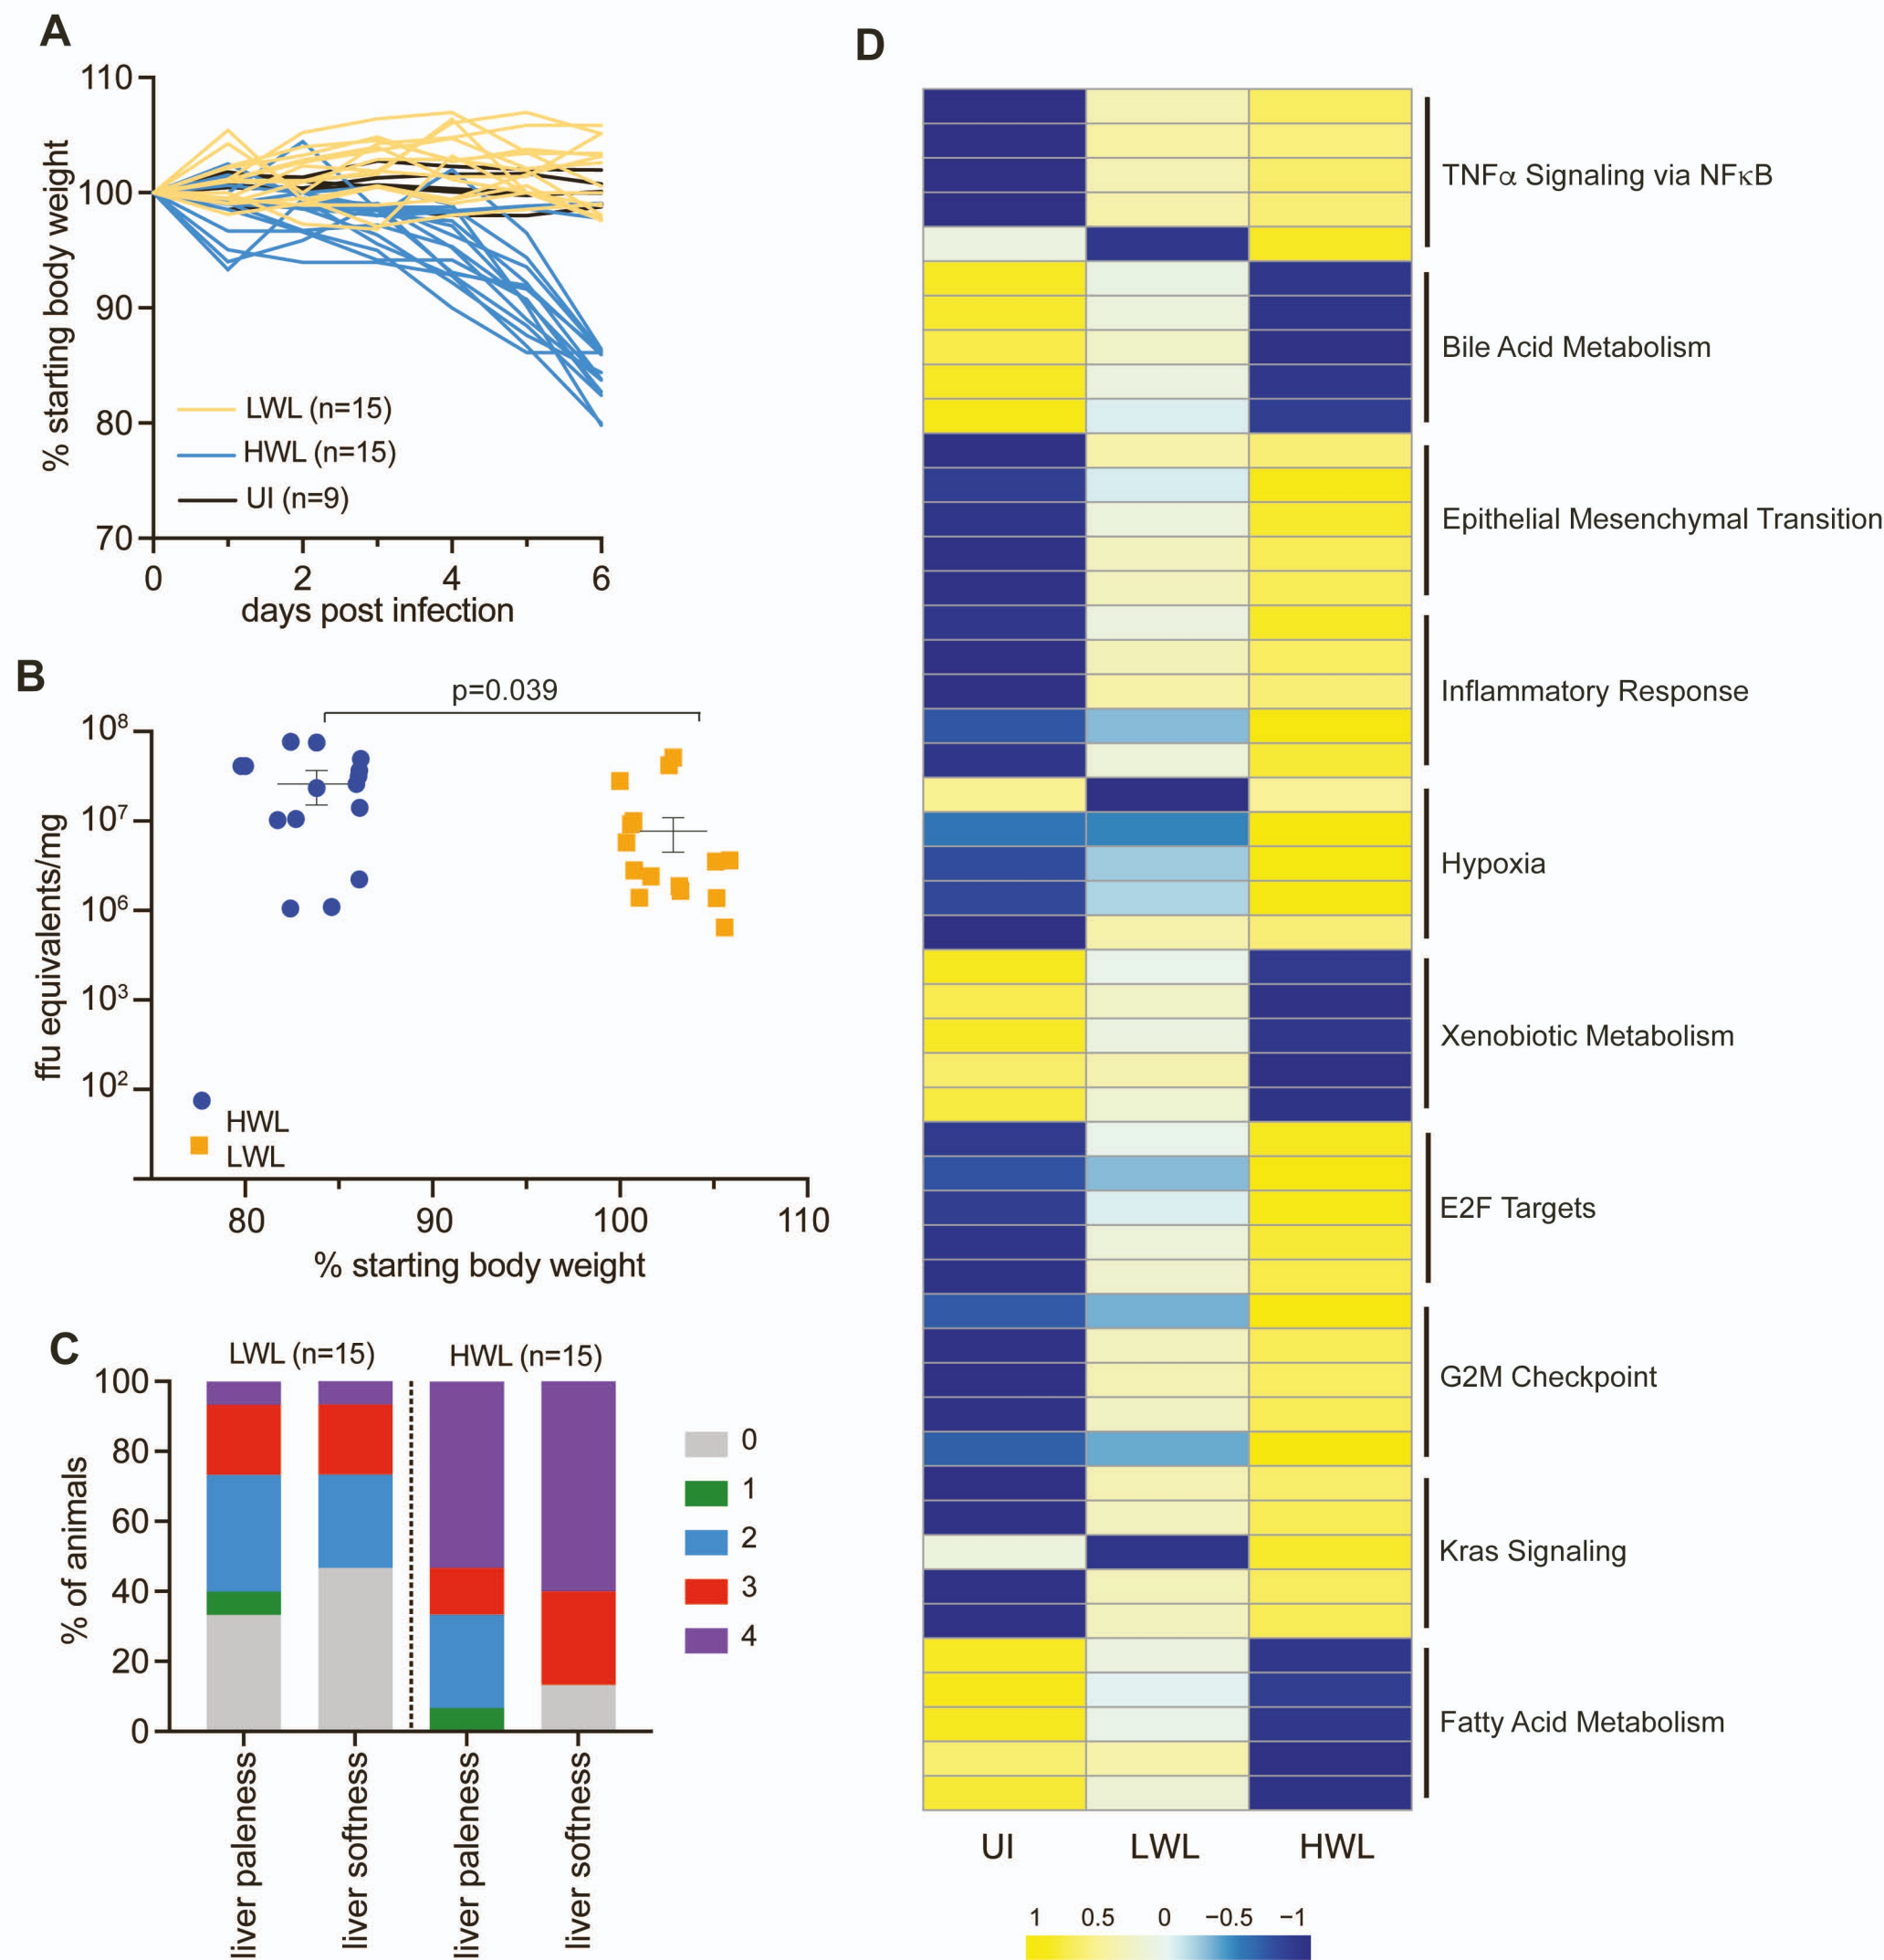 A
110
100
90
80
70
% starting body weight
LWL (n=15)
HWL (n=15)
UI (n=9)
0 2 4 6
days post infection
B
p=0.039
10⁸
10⁷
10⁶
10³
10²
ffu equivalents/mg
HWL
LWL
80 90 100 110
% starting body weight
C
LWL (n=15) HWL (n=15)
100
80
60
40
20
0
% of animals
liver paleness
liver softness
liver paleness
liver softness
0
1
2
3
4
D
TNFα Signaling via NFκB
Bile Acid Metabolism
Epithelial Mesenchymal Transition
Inflammatory Response
Hypoxia
Xenobiotic Metabolism
E2F Targets
G2M Checkpoint
Kras Signaling
Fatty Acid Metabolism
UI LWL HWL
1 0.5 0 −0.5 −1